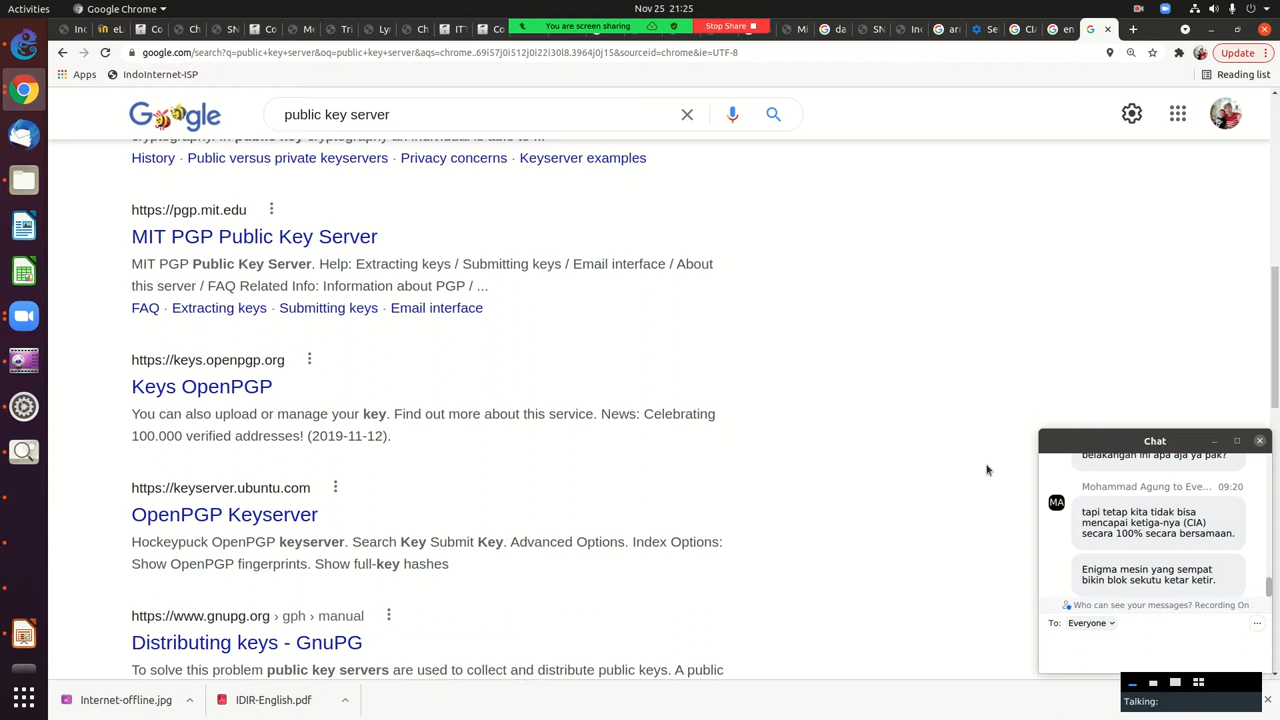 Activities
Google Chrome
Nov 25 21:25
You are screen sharing
Stop Share
google.com/search?q=public+key+server&oq=public+key+server&aqs=chrome..69i57j0i512j0i22i30l8.3964j0j15&sourceid=chrome&ie=UTF-8
Update
Apps
IndoInternet-ISP
Reading list
Google
public key server
History · Public versus private keyservers · Privacy concerns · Keyserver examples
https://pgp.mit.edu
MIT PGP Public Key Server
MIT PGP Public Key Server. Help: Extracting keys / Submitting keys / Email interface / About
this server / FAQ Related Info: Information about PGP / ...
FAQ · Extracting keys · Submitting keys · Email interface
https://keys.openpgp.org
Keys OpenPGP
You can also upload or manage your key. Find out more about this service. News: Celebrating
100.000 verified addresses! (2019-11-12).
https://keyserver.ubuntu.com
OpenPGP Keyserver
Hockeypuck OpenPGP keyserver. Search Key Submit Key. Advanced Options. Index Options:
Show OpenPGP fingerprints. Show full-key hashes
https://www.gnupg.org › gph › manual
Distributing keys - GnuPG
To solve this problem public key servers are used to collect and distribute public keys. A public
Chat
belakangan ini apa aja ya pak?
Mohammad Agung to Eve... 09:20
MA
tapi tetap kita tidak bisa
mencapai ketiga-nya (CIA)
secara 100% secara bersamaan.
Enigma mesin yang sempat
bikin blok sekutu ketar ketir.
Who can see your messages? Recording On
To: Everyone
Talking:
Internet-offline.jpg
IDIR-English.pdf